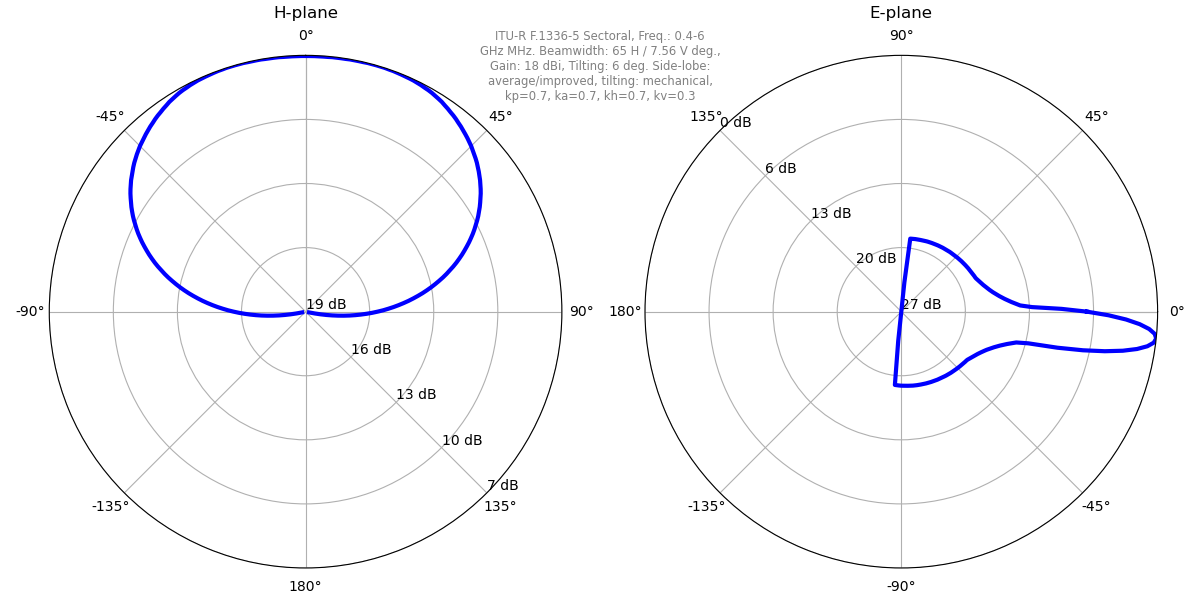 H-plane
E-plane
0°
90°
ITU-R F.1336-5 Sectoral, Freq.: 0.4-6
GHz MHz. Beamwidth: 65 H / 7.56 V deg.,
Gain: 18 dBi, Tilting: 6 deg. Side-lobe:
average/improved, tilting: mechanical,
kp=0.7, ka=0.7, kh=0.7, kv=0.3
-45°
45°
135°
0 dB
45°
6 dB
13 dB
20 dB
-90°
19 dB
90°
180°
27 dB
0°
16 dB
13 dB
10 dB
7 dB
-135°
135°
-135°
-45°
180°
-90°